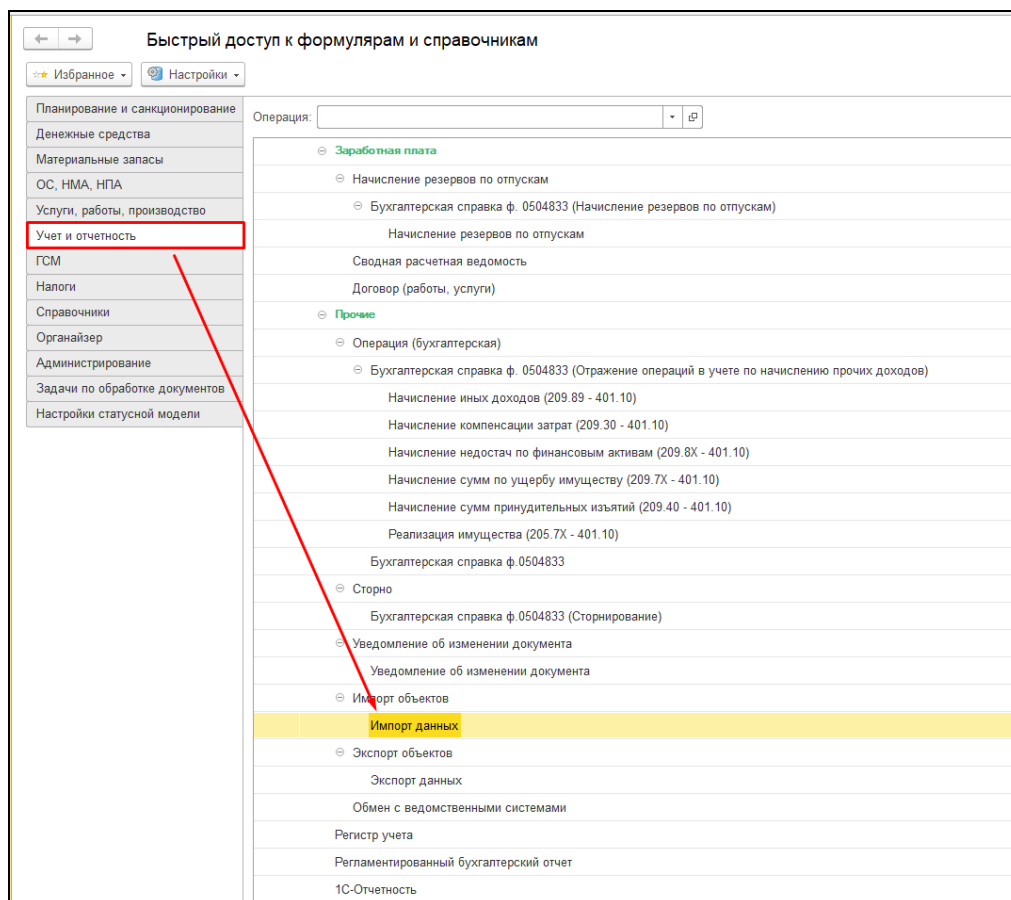 Быстрый доступ к формулярам и справочникам
Избранное
Настройки
Планирование и санкционирование
Денежные средства
Материальные запасы
ОС, НМА, НПА
Услуги, работы, производство
Учет и отчетность
ГСМ
Налоги
Справочники
Органайзер
Администрирование
Задачи по обработке документов
Настройки статусной модели
Операция:
Заработная плата
Начисление резервов по отпускам
Бухгалтерская справка ф. 0504833 (Начисление резервов по отпускам)
Начисление резервов по отпускам
Сводная расчетная ведомость
Договор (работы, услуги)
Прочие
Операция (бухгалтерская)
Бухгалтерская справка ф. 0504833 (Отражение операций в учете по начислению прочих доходов)
Начисление иных доходов (209.89 - 401.10)
Начисление компенсации затрат (209.30 - 401.10)
Начисление недостач по финансовым активам (209.8X - 401.10)
Начисление сумм по ущербу имуществу (209.7X - 401.10)
Начисление сумм принудительных изъятий (209.40 - 401.10)
Реализация имущества (205.7X - 401.10)
Бухгалтерская справка ф.0504833
Сторно
Бухгалтерская справка ф.0504833 (Сторнирование)
Уведомление об изменении документа
Уведомление об изменении документа
Импорт объектов
Импорт данных
Экспорт объектов
Экспорт данных
Обмен с ведомственными системами
Регистр учета
Регламентированный бухгалтерский отчет
1С-Отчетность